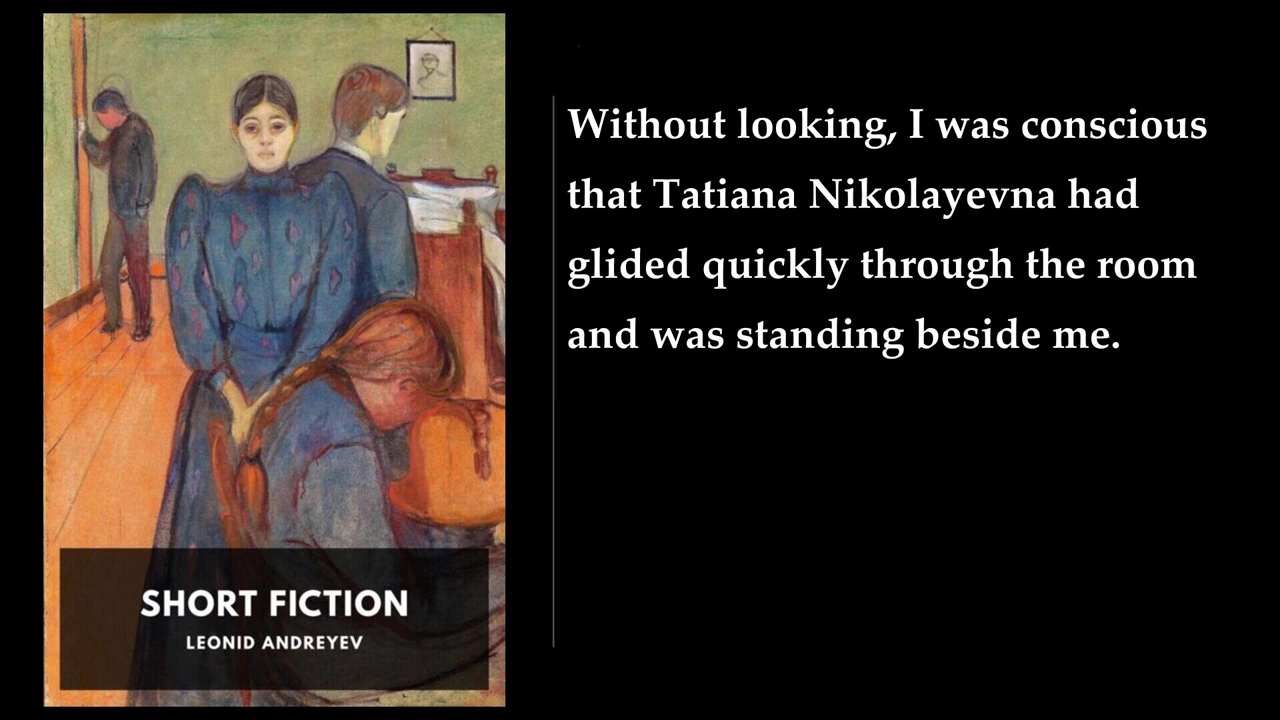 Without looking, I was conscious
that Tatiana Nikolayevna had
glided quickly through the room
and was standing beside me.
SHORT FICTION
LEONID ANDREYEV